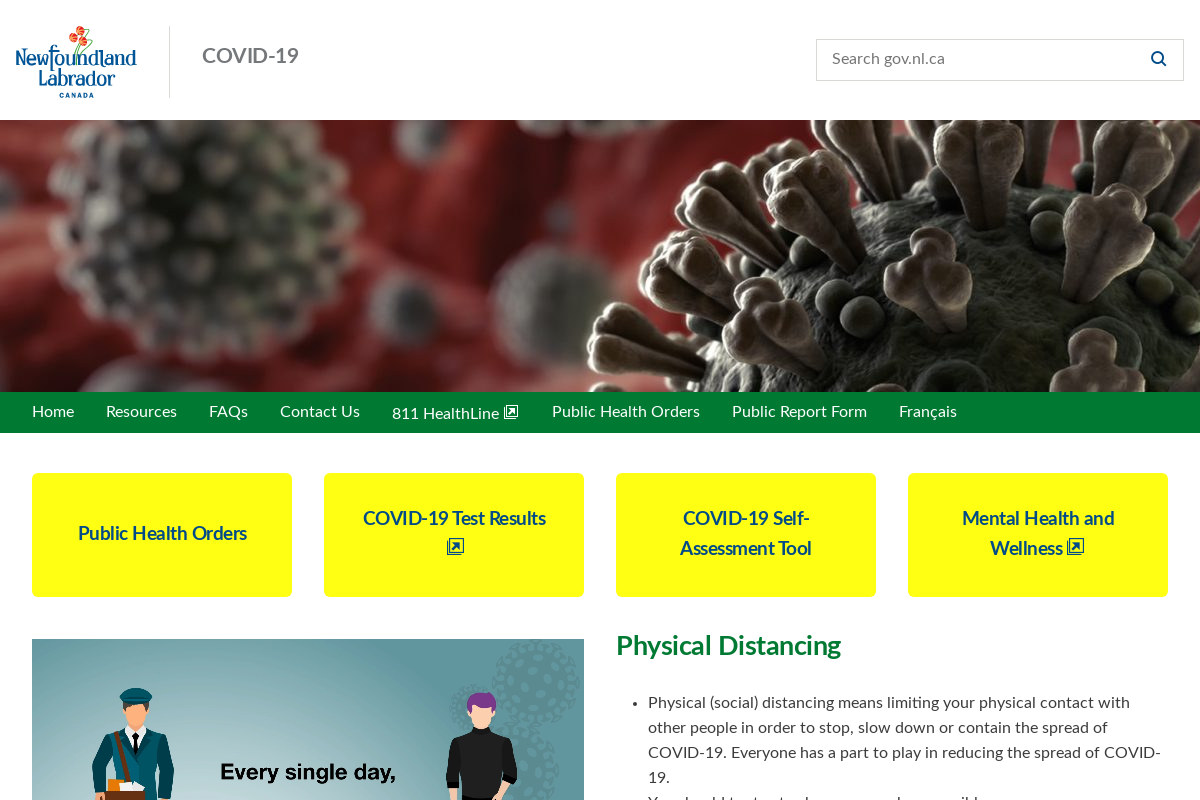 Newfoundland
Labrador
CANADA
COVID-19
Search gov.nl.ca
Home
Resources
FAQs
Contact Us
811 HealthLine
Public Health Orders
Public Report Form
Français
Public Health Orders
COVID-19 Test Results
COVID-19 Self-
Assessment Tool
Mental Health and
Wellness
Every single day,
Physical Distancing
• Physical (social) distancing means limiting your physical contact with
other people in order to stop, slow down or contain the spread of
COVID-19. Everyone has a part to play in reducing the spread of COVID-
19.